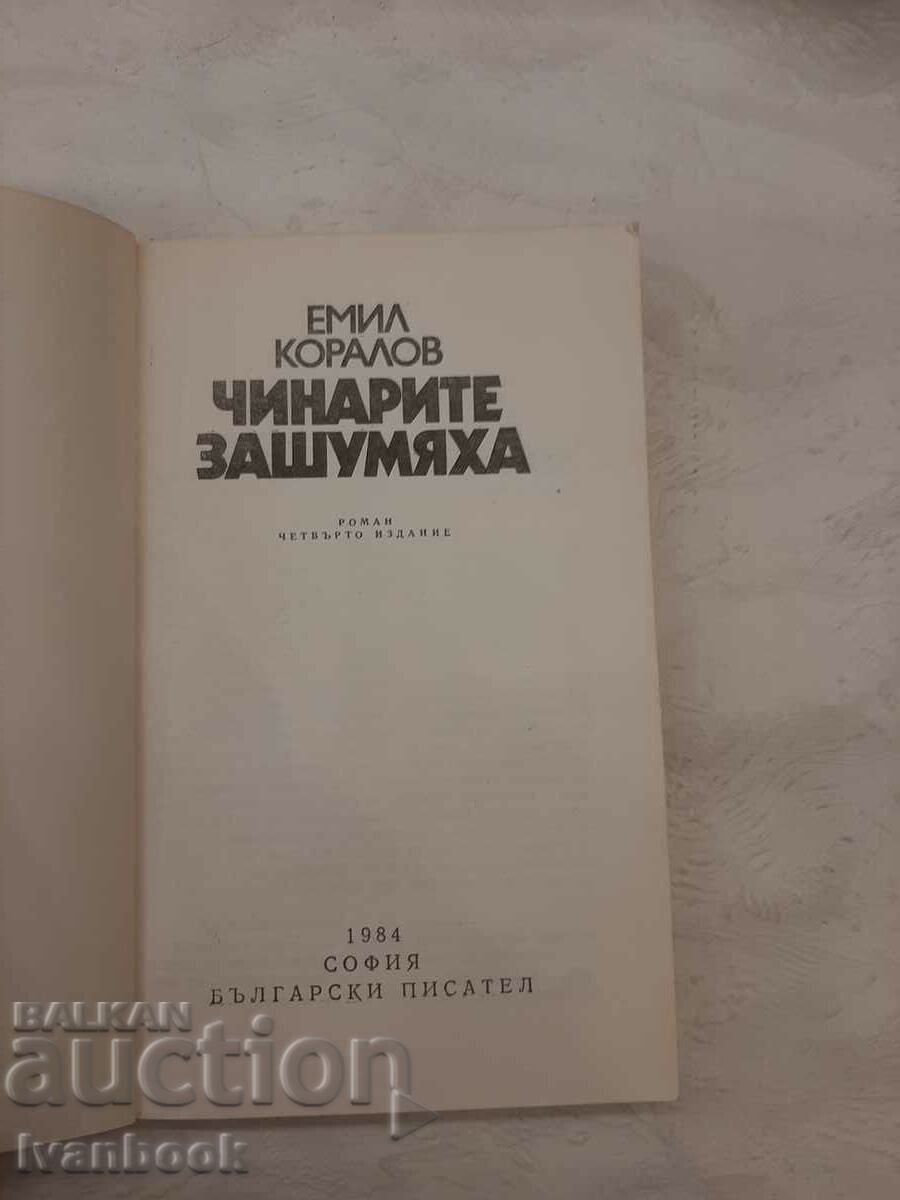 ЕМИЛ
КОРАЛОВ
ЧИНАРИТЕ
ЗАШУМЯХА
РОМАН
ЧЕТВЪРТО ИЗДАНИЕ
1984
СОФИЯ
БЪЛГАРСКИ ПИСАТЕЛ
BALKAN
auction
Ivanbook